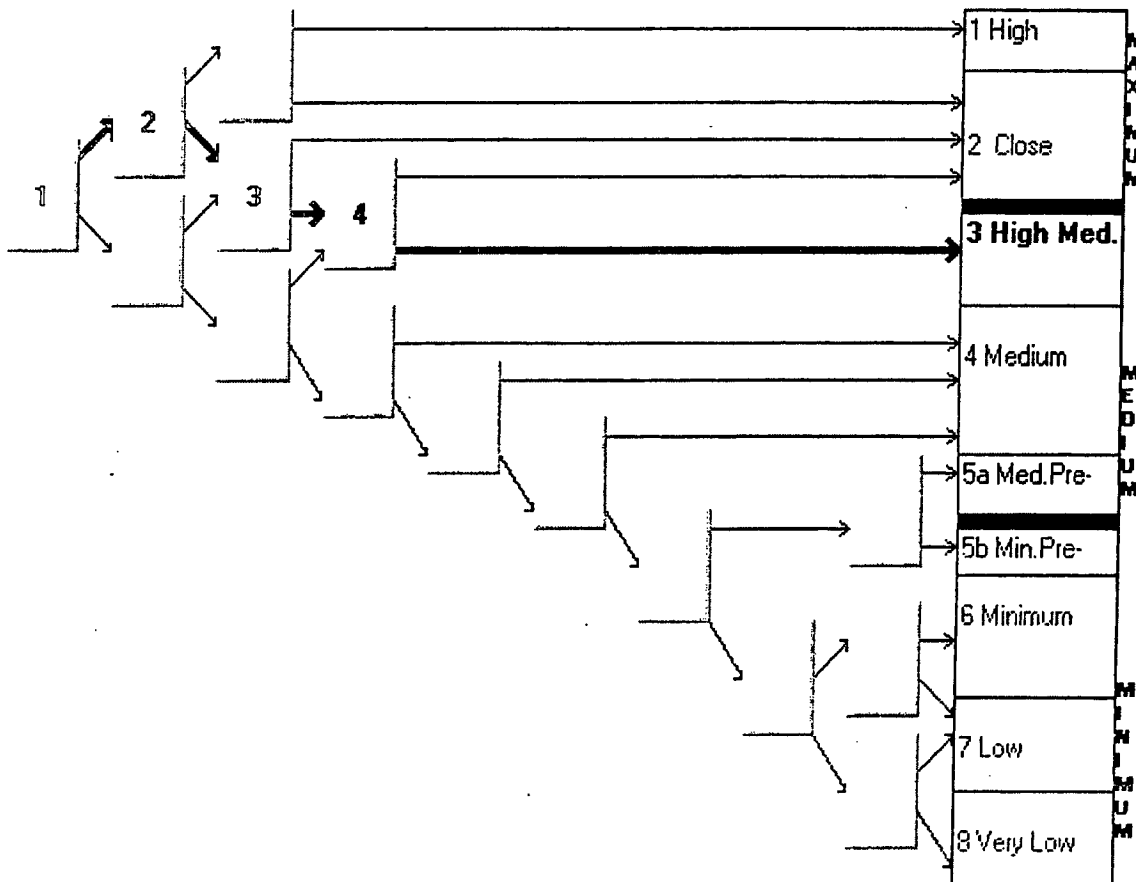 1 High
2 Close
3 High Med.
4 Medium
5a Med.Pre-
5b Min.Pre-
6 Minimum
7 Low
8 Very Low
1
2
3
4
MAXIMUM
MEDIUM
MINIMUM